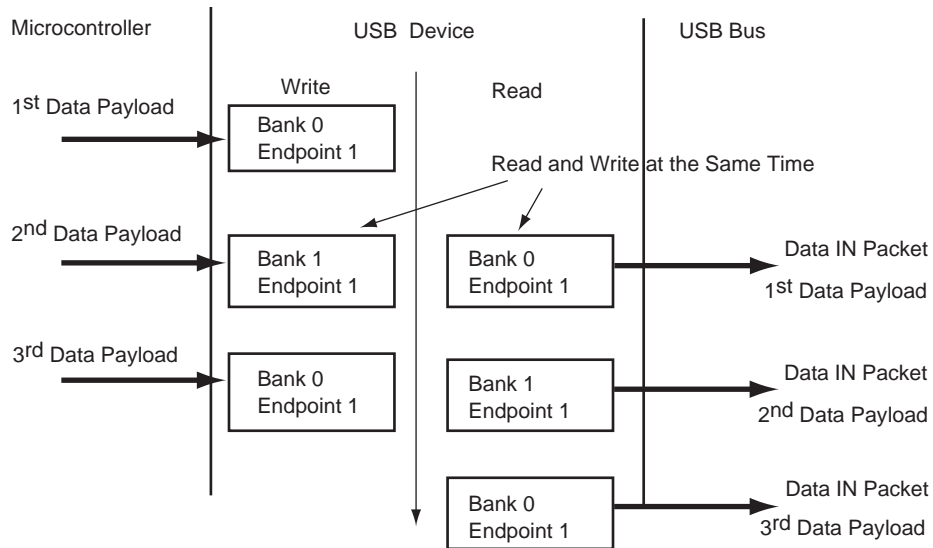 Microcontroller
USB Device
USB Bus
Write
Read
1st Data Payload
Bank 0
Endpoint 1
Read and Write at the Same Time
2nd Data Payload
Bank 1
Endpoint 1
Bank 0
Endpoint 1
Data IN Packet
1st Data Payload
3rd Data Payload
Bank 0
Endpoint 1
Bank 1
Endpoint 1
Data IN Packet
2nd Data Payload
Bank 0
Endpoint 1
Data IN Packet
3rd Data Payload